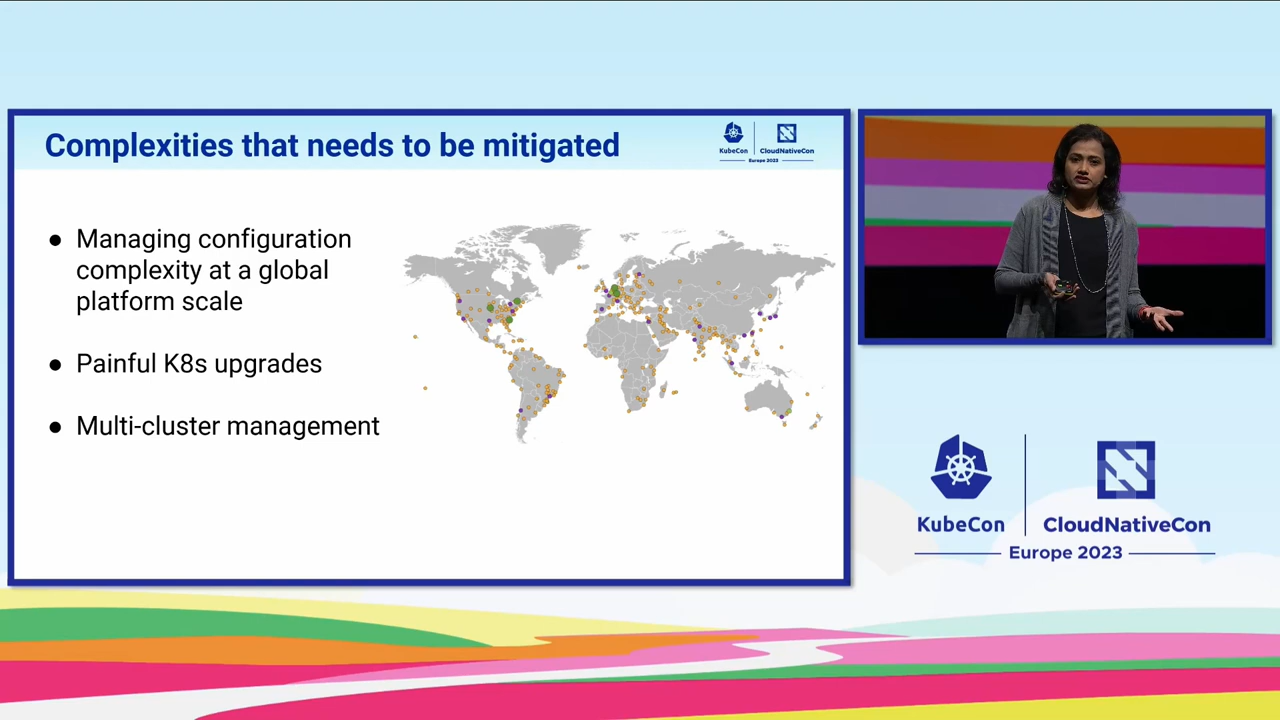 Complexities that needs to be mitigated
KubeCon
CloudNativeCon
Europe 2023
● Managing configuration
complexity at a global
platform scale
● Painful K8s upgrades
● Multi-cluster management
KubeCon
CloudNativeCon
Europe 2023